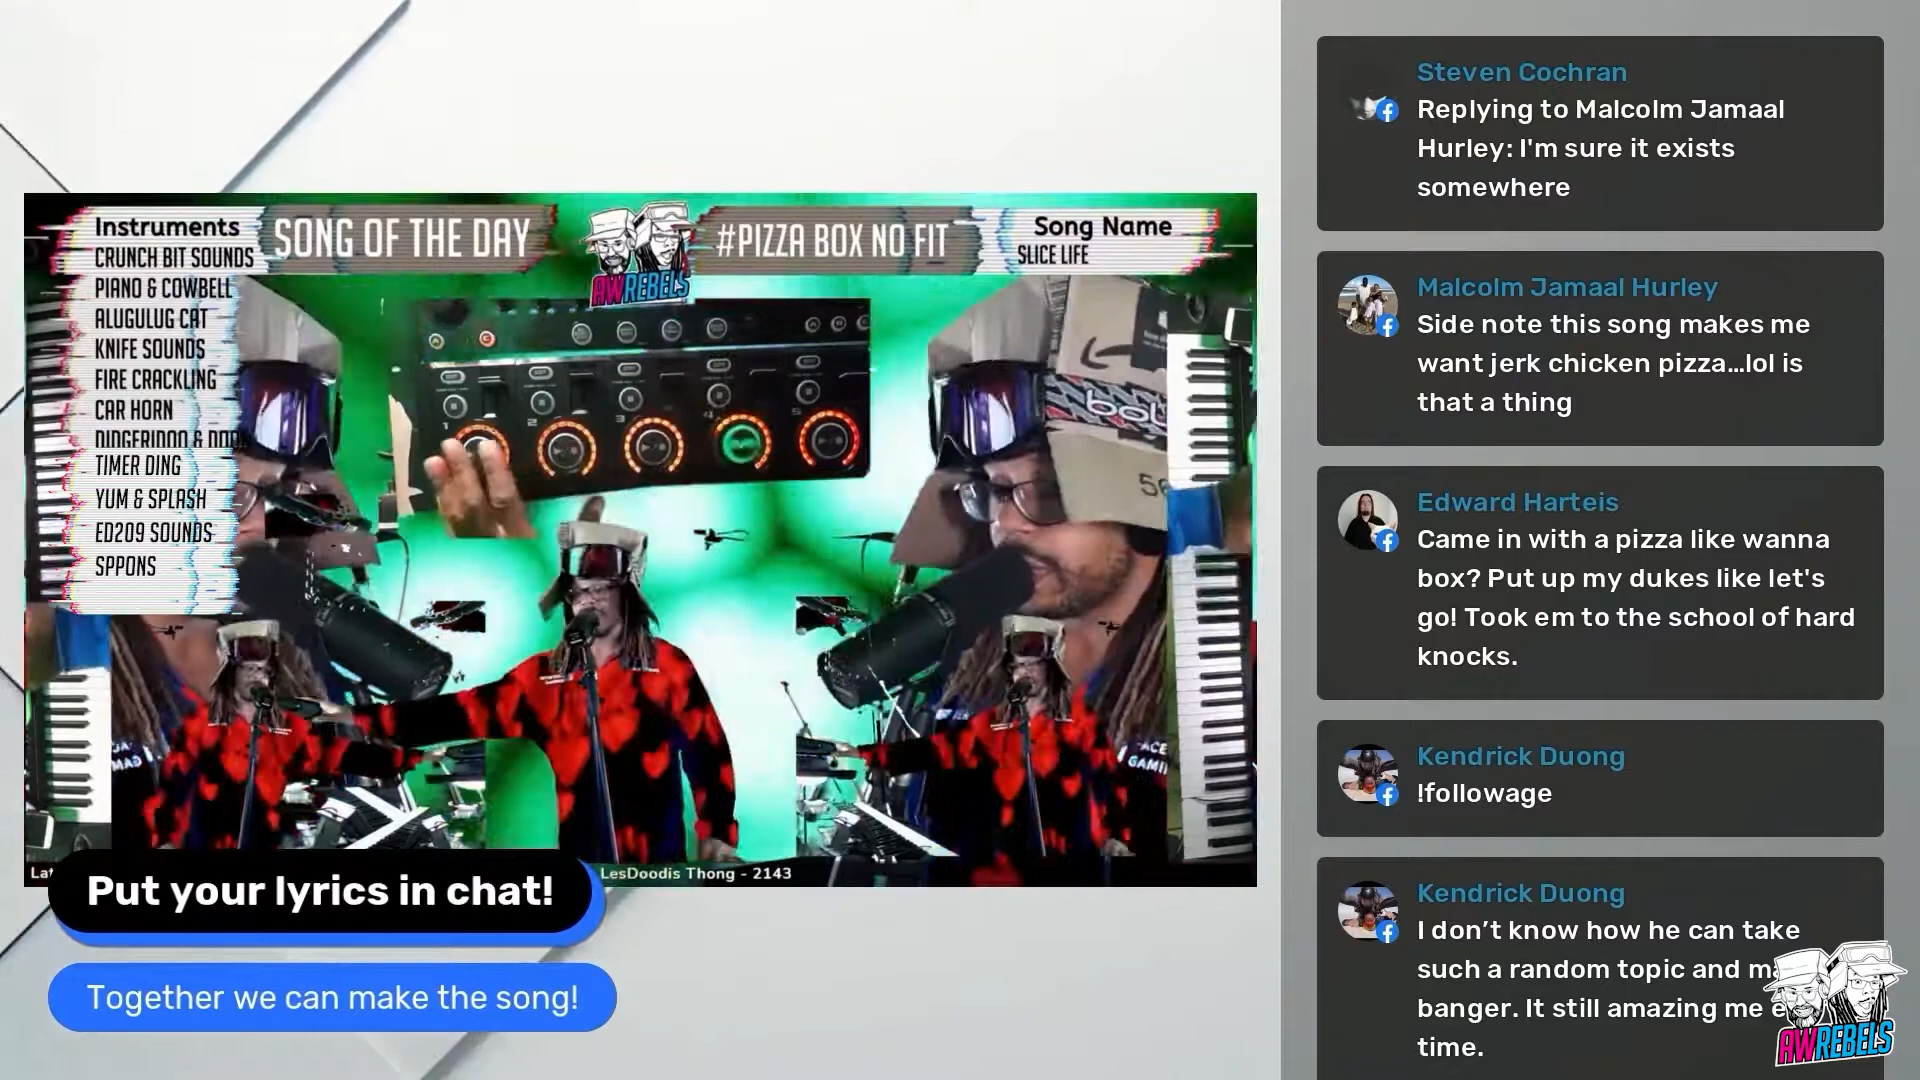 Instruments
CRUNCH BIT SOUNDS
PIANO & COWBELL
ALUGULUG CAT
KNIFE SOUNDS
FIRE CRACKLING
CAR HORN
TIMER DING
YUM & SPLASH
ED209 SOUNDS
SPPONS
SONG OF THE DAY
AWREBELS
#PIZZA BOX NO FIT
Song Name
SLICE LIFE
LesDoodis Thong - 2143
Put your lyrics in chat!
Together we can make the song!
Steven Cochran
Replying to Malcolm Jamaal
Hurley: I'm sure it exists
somewhere
Malcolm Jamaal Hurley
Side note this song makes me
want jerk chicken pizza...lol is
that a thing
Edward Harteis
Came in with a pizza like wanna
box? Put up my dukes like let's
go! Took em to the school of hard
knocks.
Kendrick Duong
!followage
Kendrick Duong
I don’t know how he can take
such a random topic and
banger. It still amazing me
time.
AWREBELS